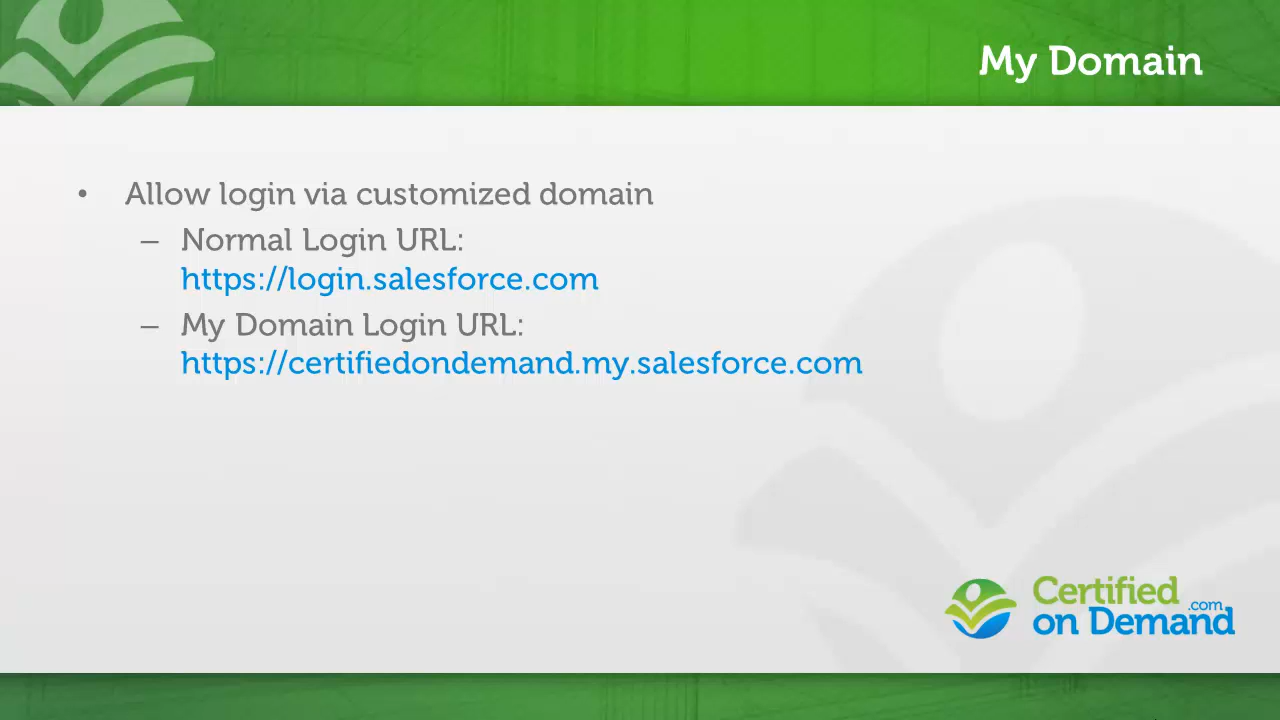 My Domain
• Allow login via customized domain
– Normal Login URL:
https://login.salesforce.com
– My Domain Login URL:
https://certifiedondemand.my.salesforce.com
Certified
on Demand.com